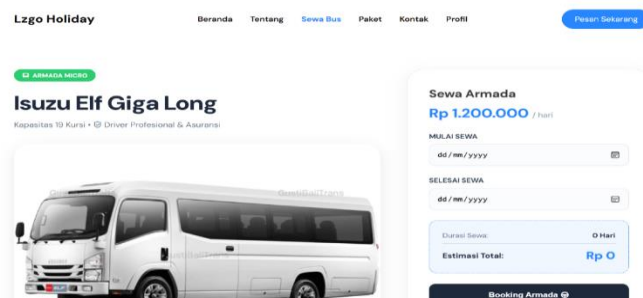 Lzgo Holiday
Beranda Tentang Sewa Bus Paket Kontak Profil
Pesan Sekarang
ARMADA MICRO
Isuzu Elf Giga Long
Kapasitas 19 Kursi • Driver Profesional & Asuransi
GustiBaliTrans
Sewa Armada
Rp 1.200.000 / hari
MULAI SEWA
dd/mm/yyyy
SELESAI SEWA
dd/mm/yyyy
Durasi Sewa: 0 Hari
Estimasi Total: Rp 0
Booking Armada